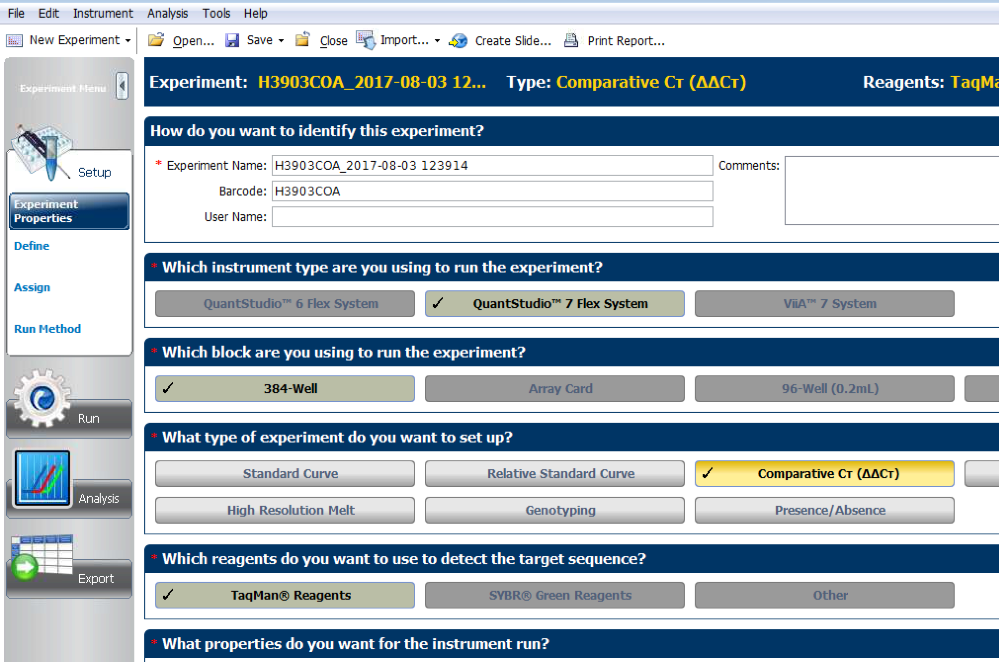 File Edit Instrument Analysis Tools Help
New Experiment Open... Save Close Import... Create Slide... Print Report...
Experiment Menu
Setup
Experiment
Properties
Define
Assign
Run Method
Run
Analysis
Export
Experiment: H3903COA_2017-08-03 12... Type: Comparative Cᴛ (ΔΔCᴛ) Reagents: TaqMa
How do you want to identify this experiment?
* Experiment Name: H3903COA_2017-08-03 123914 Comments:
Barcode: H3903COA
User Name:
* Which instrument type are you using to run the experiment?
QuantStudio™ 6 Flex System ✓ QuantStudio™ 7 Flex System ViiA™ 7 System
* Which block are you using to run the experiment?
✓ 384-Well Array Card 96-Well (0.2mL)
* What type of experiment do you want to set up?
Standard Curve Relative Standard Curve ✓ Comparative Cᴛ (ΔΔCᴛ)
High Resolution Melt Genotyping Presence/Absence
* Which reagents do you want to use to detect the target sequence?
✓ TaqMan® Reagents SYBR® Green Reagents Other
* What properties do you want for the instrument run?